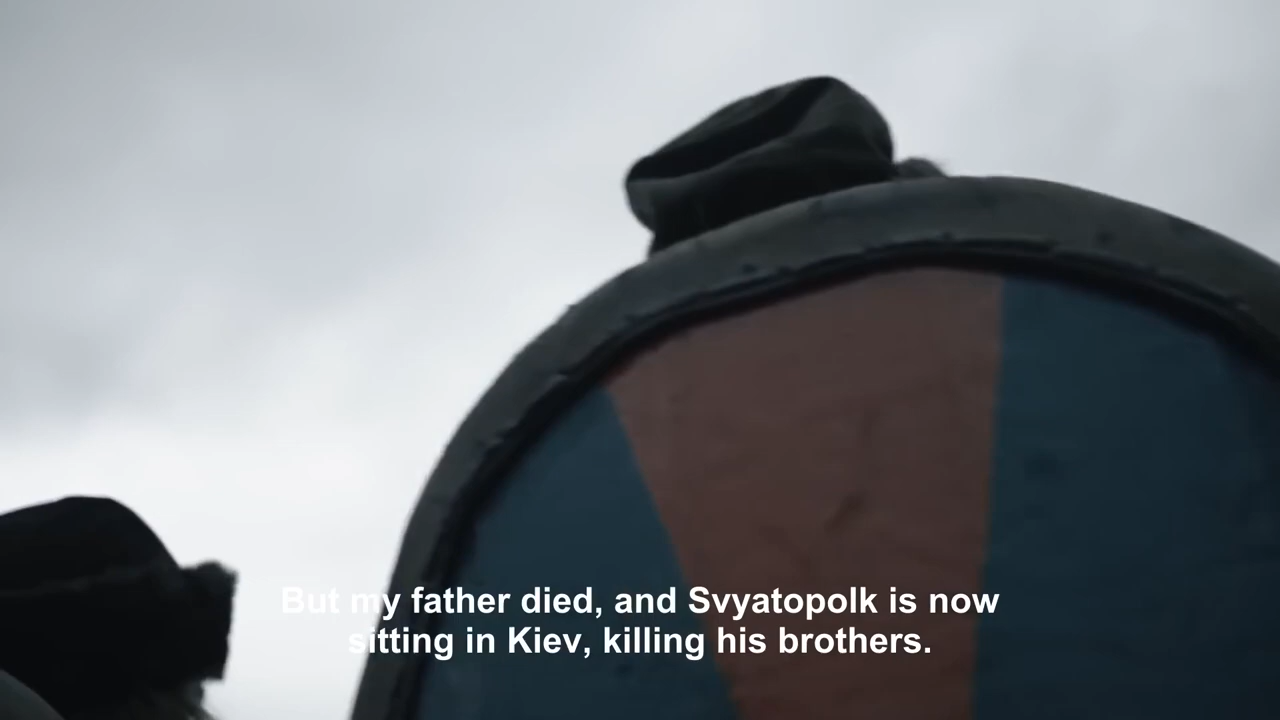 But my father died, and Svyatopolk is now
sitting in Kiev, killing his brothers.